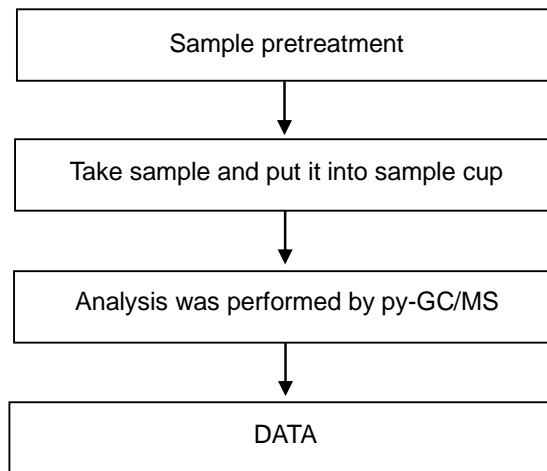 Sample pretreatment
Take sample and put it into sample cup
Analysis was performed by py-GC/MS
DATA